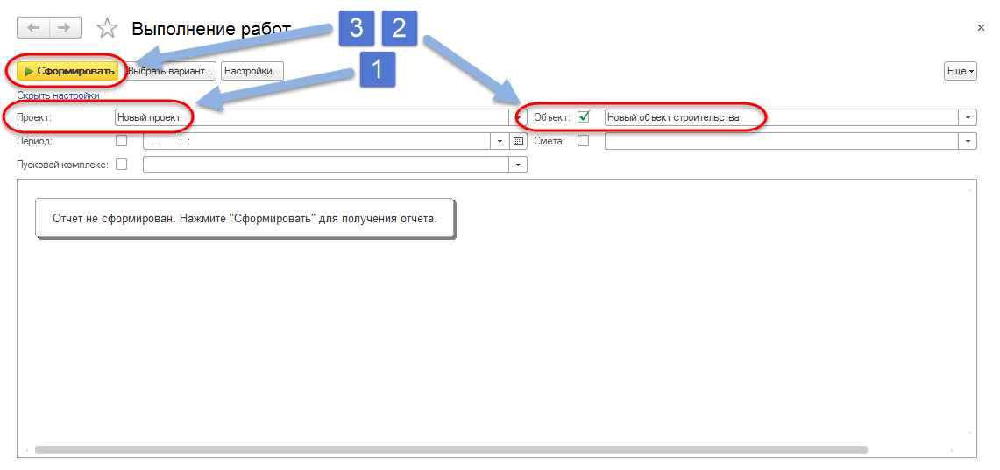 Выполнение работ
3 2
1
Сформировать Выбрать вариант... Настройки... Еще
Скрыть настройки
Проект: Новый проект Объект: Новый объект строительства
Период: . . : : Смета:
Пусковой комплекс:
Отчет не сформирован. Нажмите "Сформировать" для получения отчета.